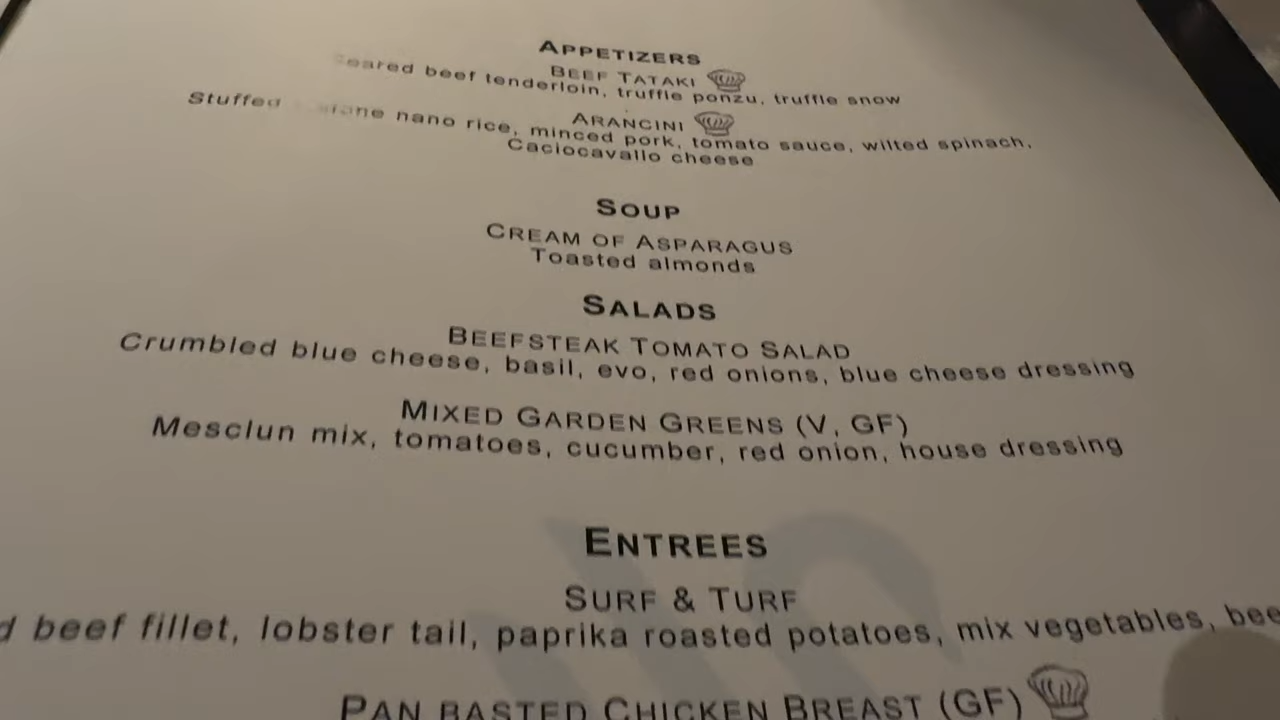 APPETIZERS
BEEF TATAKI
Seared beef tenderloin, truffle ponzu, truffle snow
ARANCINI
Stuffed nano rice, minced pork, tomato sauce, wilted spinach,
Caciocavallo cheese
SOUP
CREAM OF ASPARAGUS
Toasted almonds
SALADS
BEEFSTEAK TOMATO SALAD
Crumbled blue cheese, basil, evo, red onions, blue cheese dressing
MIXED GARDEN GREENS (V, GF)
Mesclun mix, tomatoes, cucumber, red onion, house dressing
ENTREES
SURF & TURF
beef fillet, lobster tail, paprika roasted potatoes, mix vegetables,
PAN BASTED CHICKEN BREAST (GF)